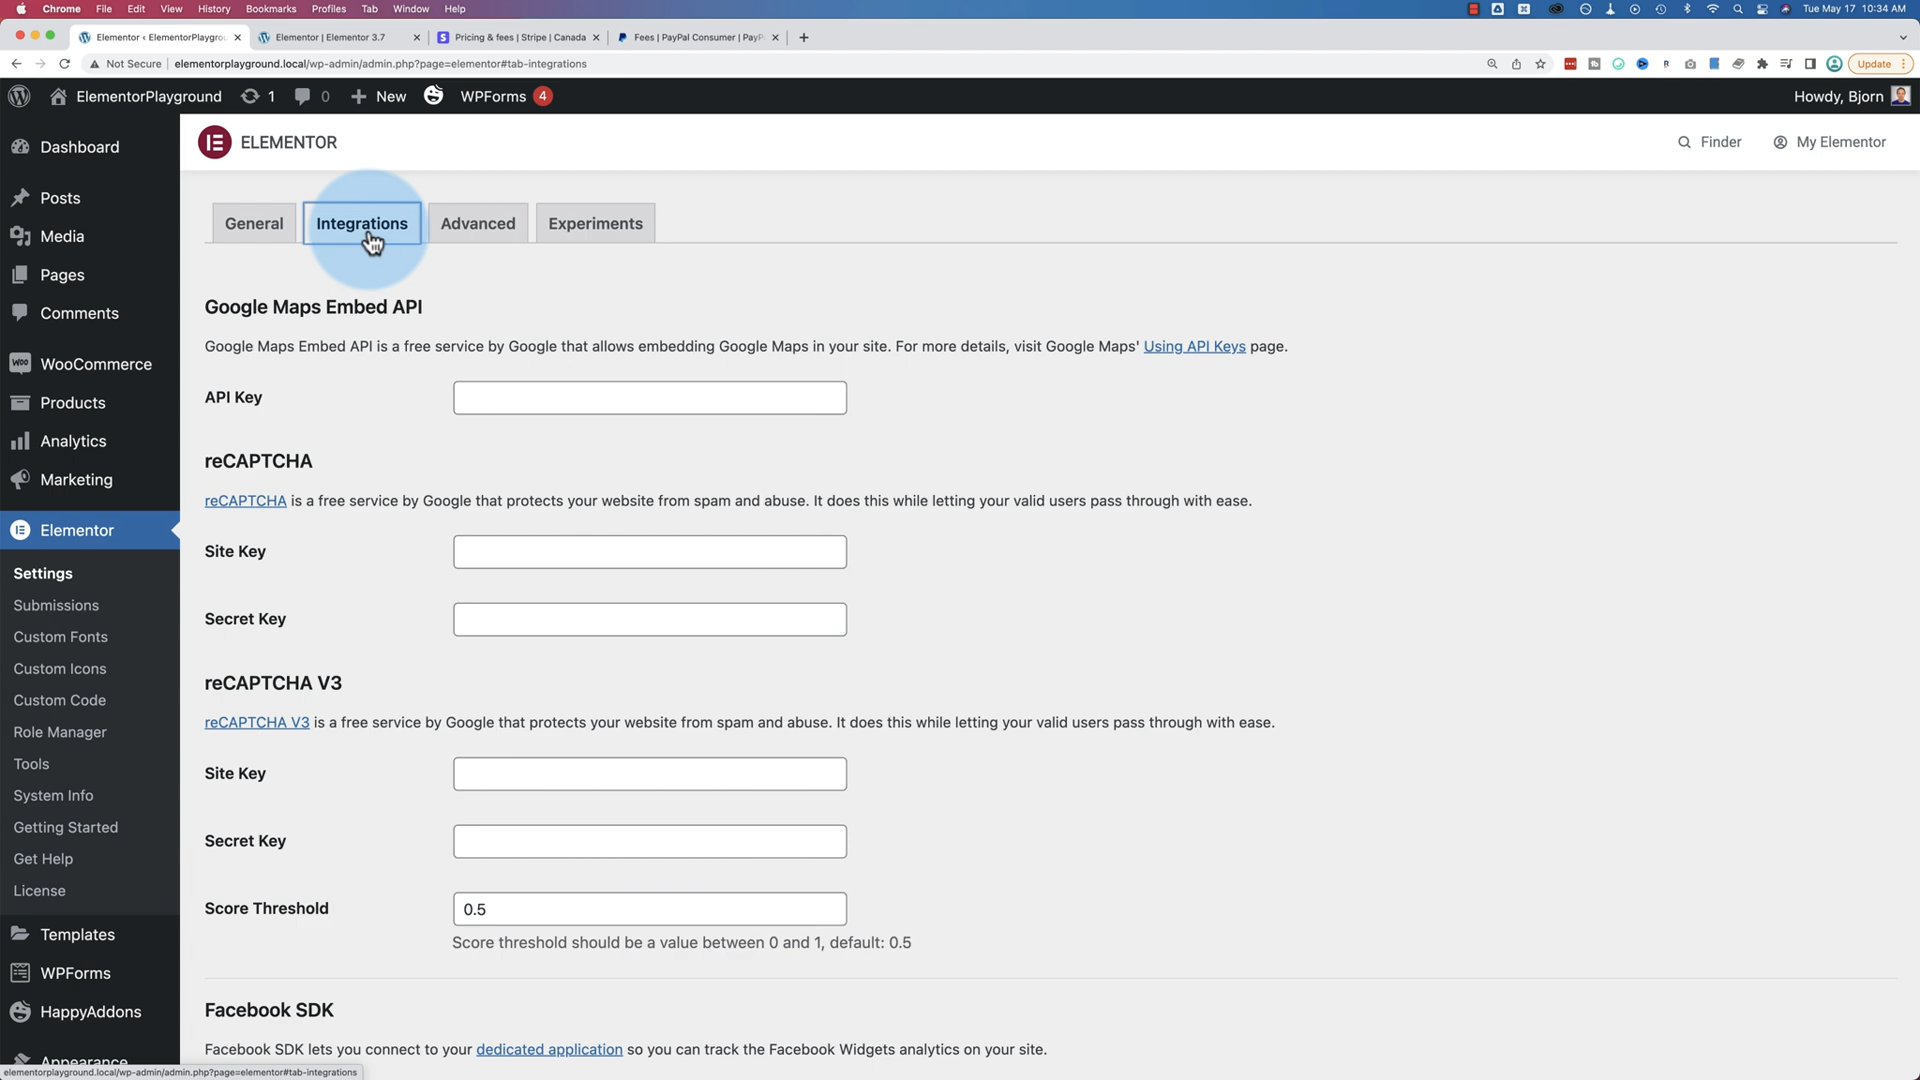 Chrome File Edit View History Bookmarks Profiles Tab Window Help Tue May 17 10:34 AM
Elementor ‹ ElementorPlaygrou Elementor | Elementor 3.7 Pricing & fees | Stripe | Canada Fees | PayPal Consumer | PayP
Not Secure elementorplayground.local/wp-admin/admin.php?page=elementor#tab-integrations Update
ElementorPlayground 1 0 New WPForms 4 Howdy, Bjorn
ELEMENTOR Finder My Elementor
Dashboard
Posts
Media
Pages
Comments
WooCommerce
Products
Analytics
Marketing
Elementor
Settings
Submissions
Custom Fonts
Custom Icons
Custom Code
Role Manager
Tools
System Info
Getting Started
Get Help
License
Templates
WPForms
HappyAddons
Appearance
General Integrations Advanced Experiments
Google Maps Embed API
Google Maps Embed API is a free service by Google that allows embedding Google Maps in your site. For more details, visit Google Maps' Using API Keys page.
API Key
reCAPTCHA
reCAPTCHA is a free service by Google that protects your website from spam and abuse. It does this while letting your valid users pass through with ease.
Site Key
Secret Key
reCAPTCHA V3
reCAPTCHA V3 is a free service by Google that protects your website from spam and abuse. It does this while letting your valid users pass through with ease.
Site Key
Secret Key
Score Threshold 0.5
Score threshold should be a value between 0 and 1, default: 0.5
Facebook SDK
Facebook SDK lets you connect to your dedicated application so you can track the Facebook Widgets analytics on your site.
elementorplayground.local/wp-admin/admin.php?page=elementor#tab-integrations